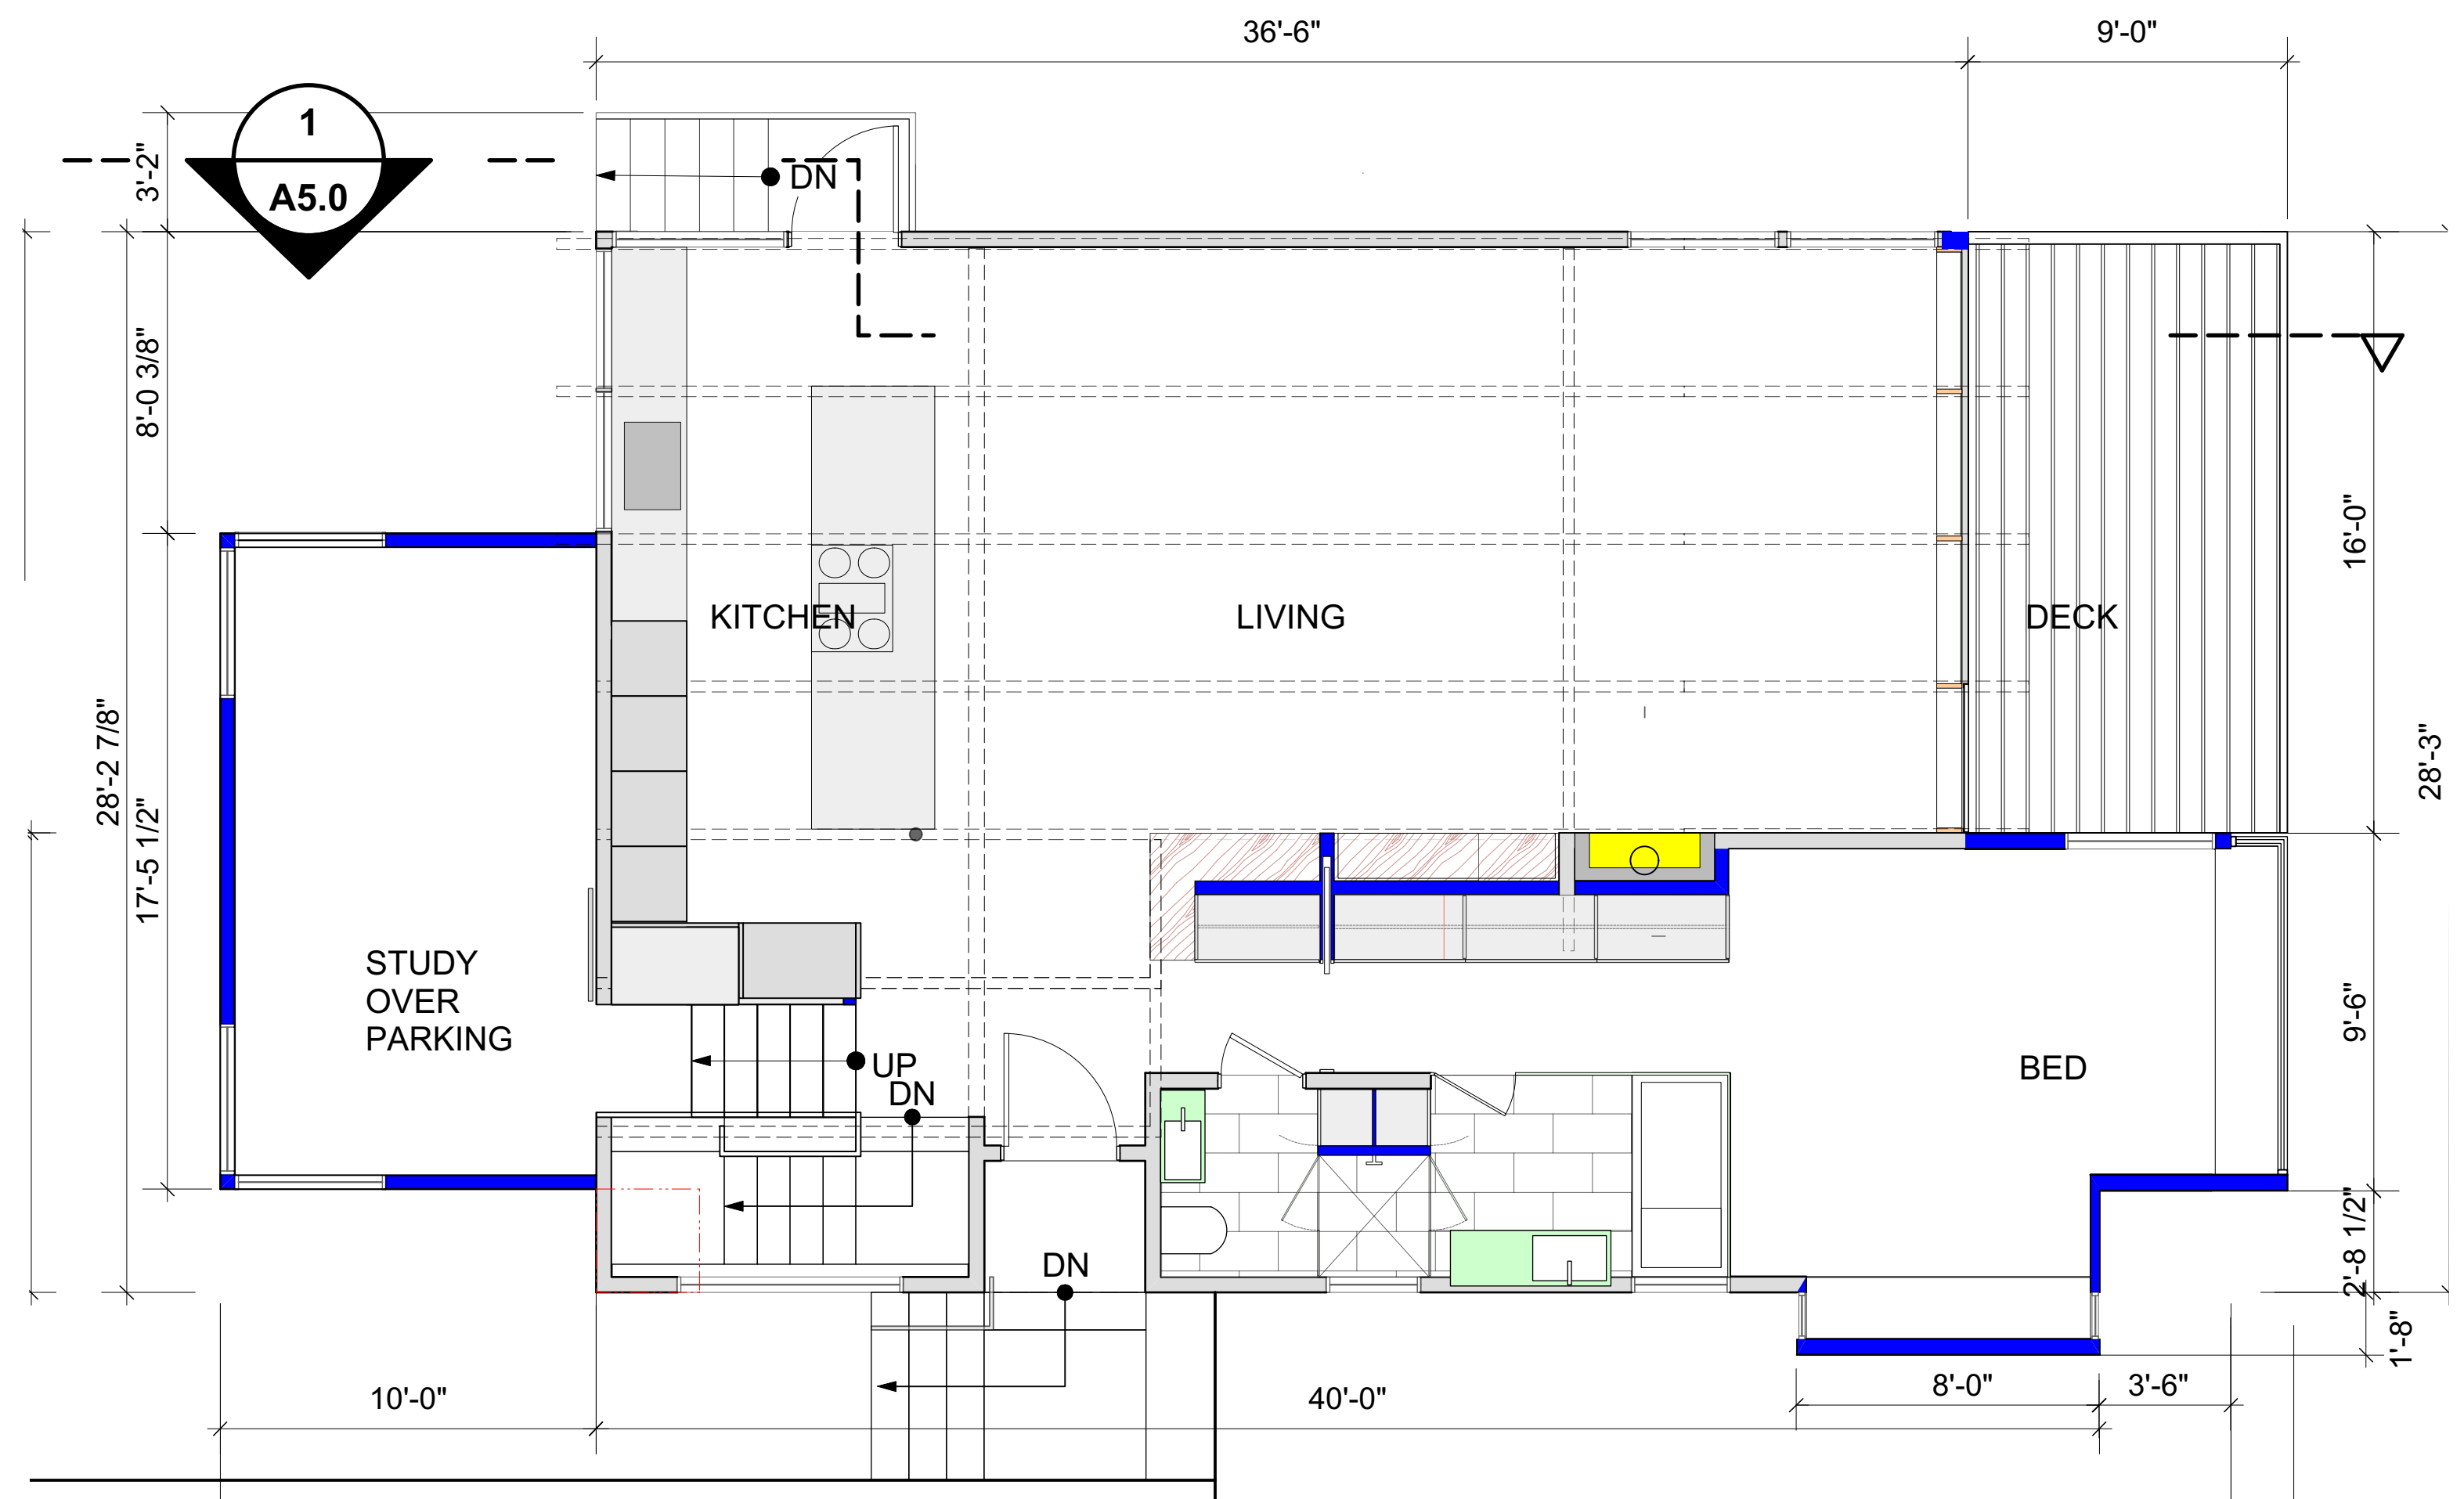 36'-6"
9'-0"
1
A5.0
3'-2"
DN
8'-0 3/8"
16'-0"
KITCHEN
LIVING
DECK
28'-2 7/8"
28'-3"
17'-5 1/2"
STUDY
OVER
PARKING
9'-6"
UP
DN
BED
2'-8 1/2"
DN
1'-8"
10'-0"
40'-0"
8'-0"
3'-6"